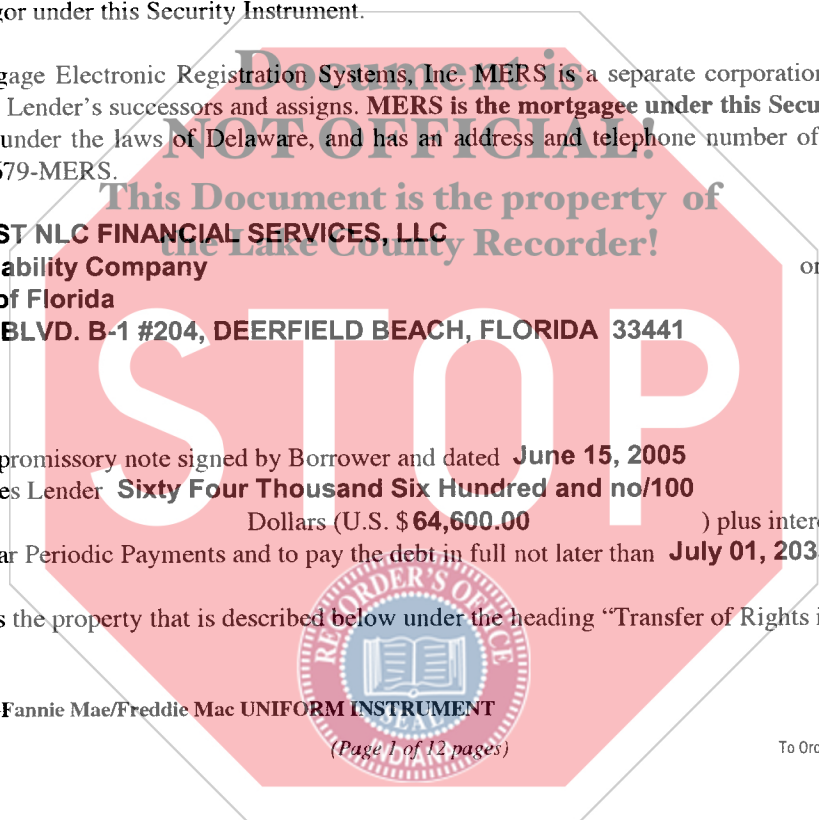 gor under this Security Instrument.
Document is
gage Electronic Registration Systems, Inc. MERS is a separate corporation
Lender's successors and assigns. MERS is the mortgagee under this Secu
NOT OFFICIAL!
under the laws of Delaware, and has an address and telephone number of
679-MERS.
This Document is the property of
ST NLC FINANCIAL SERVICES, LLC
the Lake County Recorder!
ability Company or
of Florida
BLVD. B-1 #204, DEERFIELD BEACH, FLORIDA 33441
STOP
promissory note signed by Borrower and dated June 15, 2005
es Lender Sixty Four Thousand Six Hundred and no/100
Dollars (U.S. $ 64,600.00 ) plus intere
ar Periodic Payments and to pay the debt in full not later than July 01, 203
RECORDER'S OFFICE
s the property that is described below under the heading “Transfer of Rights i
Fannie Mae/Freddie Mac UNIFORM INSTRUMENT
SEAL
(Page 1 of 12 pages) To Ord
INDIANA